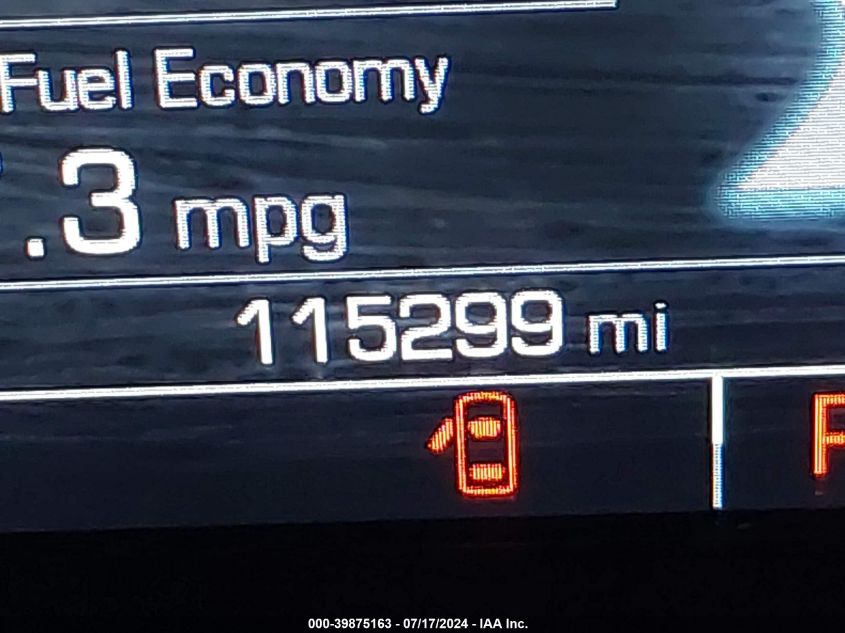 Fuel Economy
.3 mpg
115299 mi
000-39875163 - 07/17/2024 - IAA Inc.